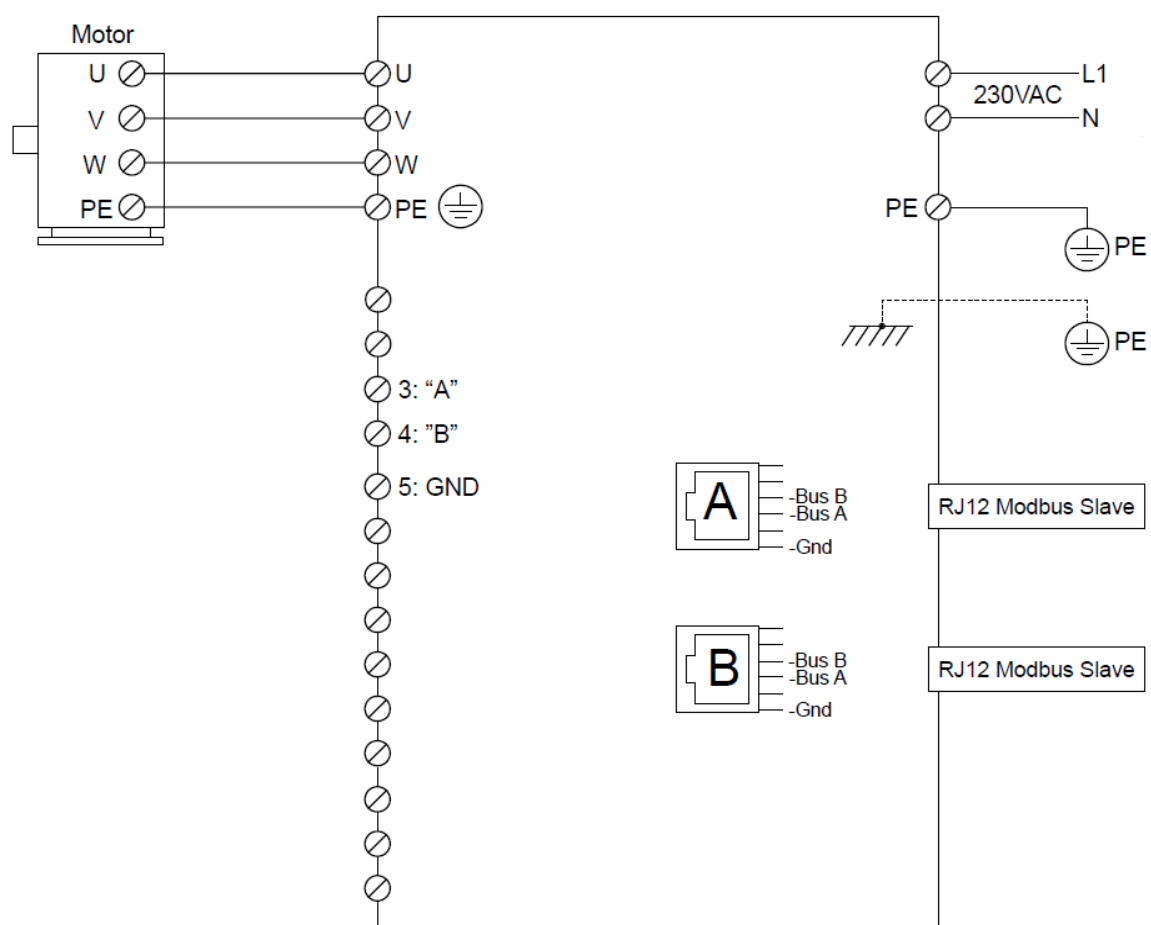 Motor
U
V
W
PE
U
V
W
PE
3: “A”
4: ”B”
5: GND
L1
230VAC
N
PE
PE
PE
A
-Bus B
-Bus A
-Gnd
RJ12 Modbus Slave
B
-Bus B
-Bus A
-Gnd
RJ12 Modbus Slave